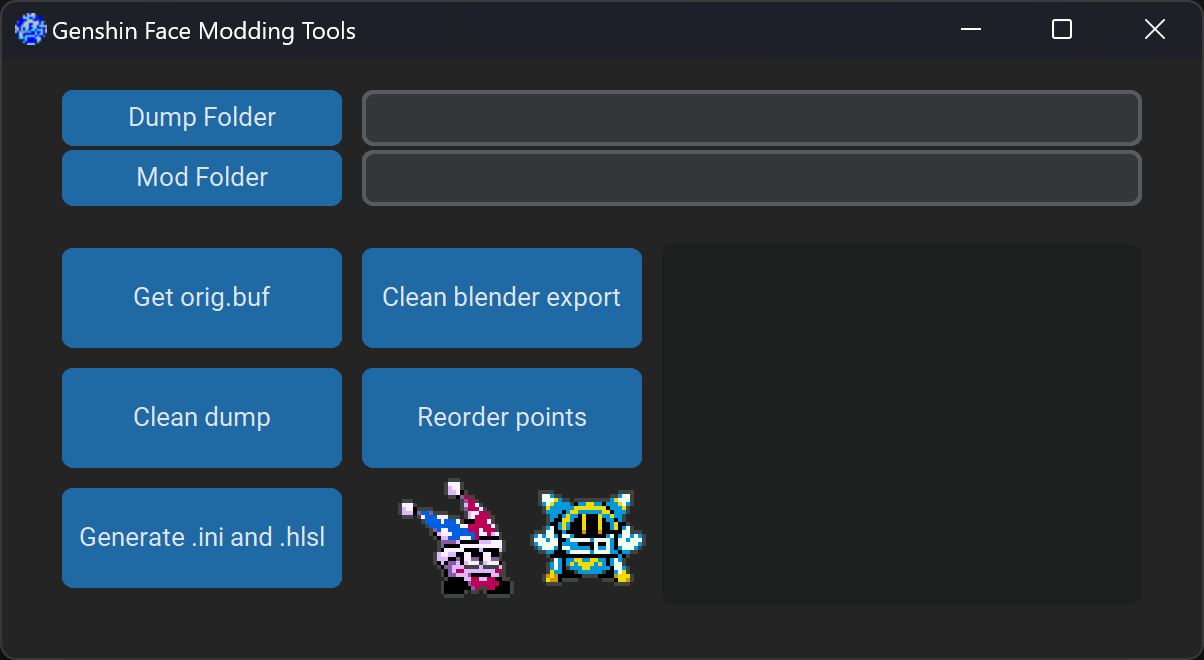 Genshin Face Modding Tools
Dump Folder
Mod Folder
Get orig.buf
Clean blender export
Clean dump
Reorder points
Generate .ini and .hlsl